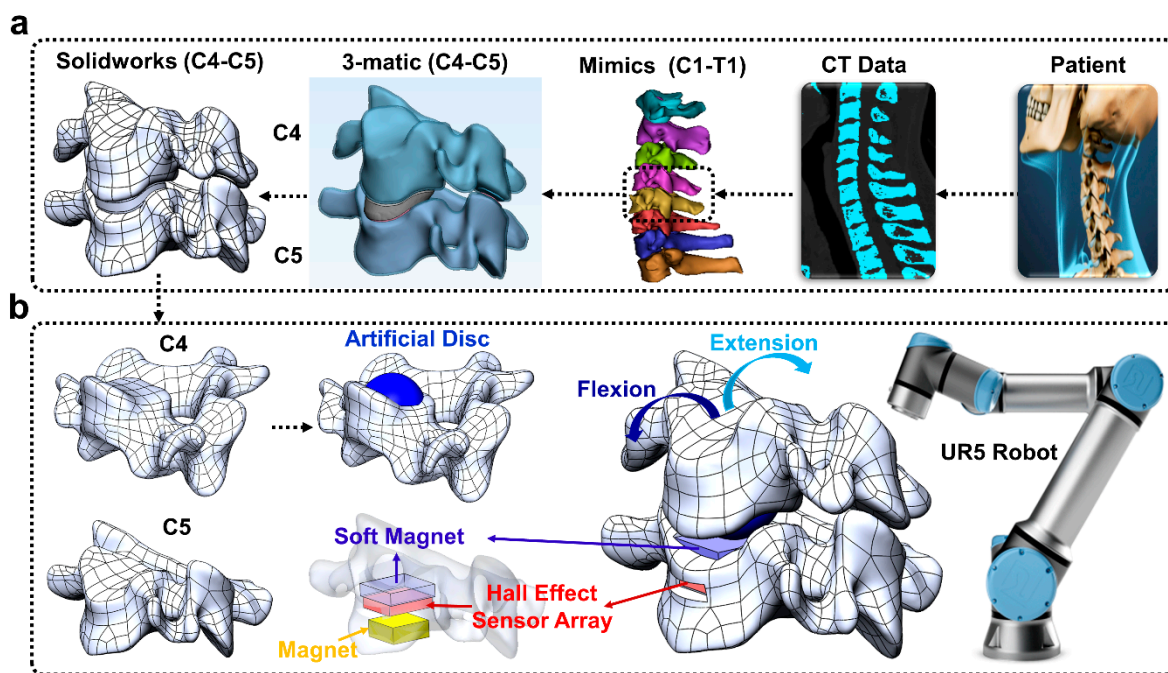 a
Solidworks (C4-C5)
3-matic (C4-C5)
Mimics (C1-T1)
CT Data
Patient
C4
C5
b
C4
Artificial Disc
Extension
Flexion
UR5 Robot
C5
Soft Magnet
Hall Effect
Sensor Array
Magnet